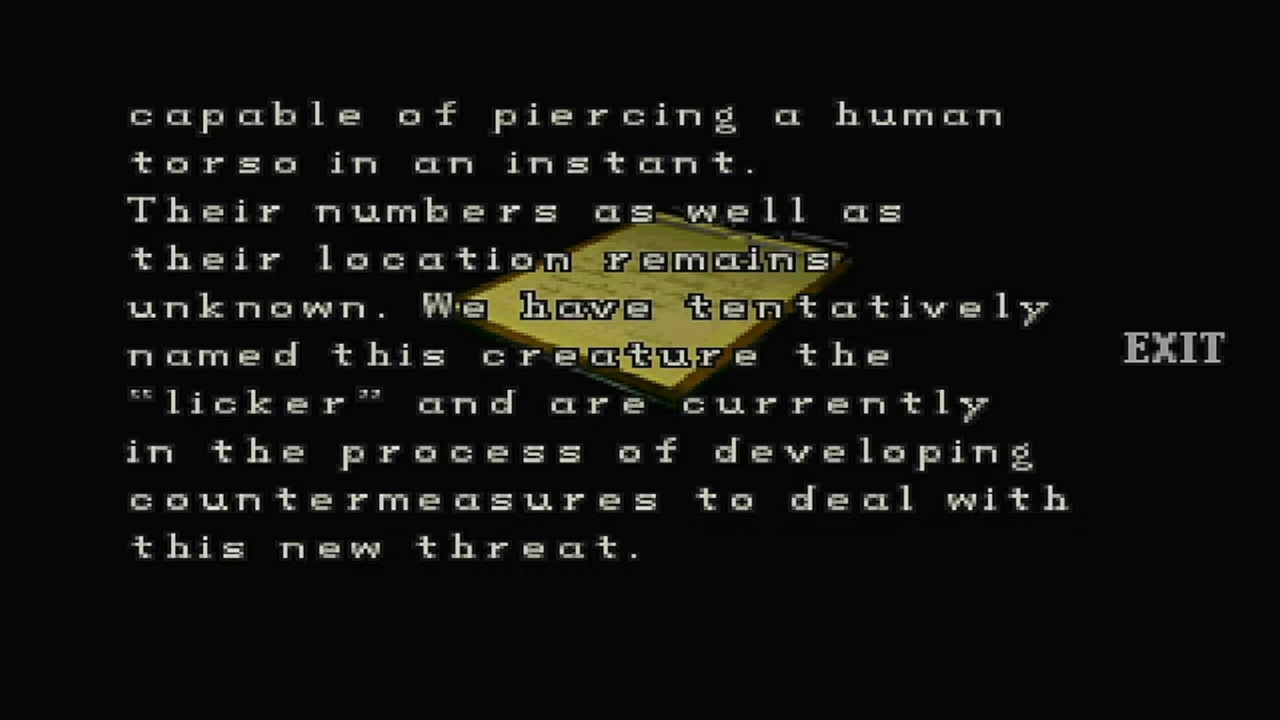 capable of piercing a human
torso in an instant.
Their numbers as well as
their location remains
unknown. We have tentatively
named this creature the
EXIT
"licker" and are currently
in the process of developing
countermeasures to deal with
this new threat.